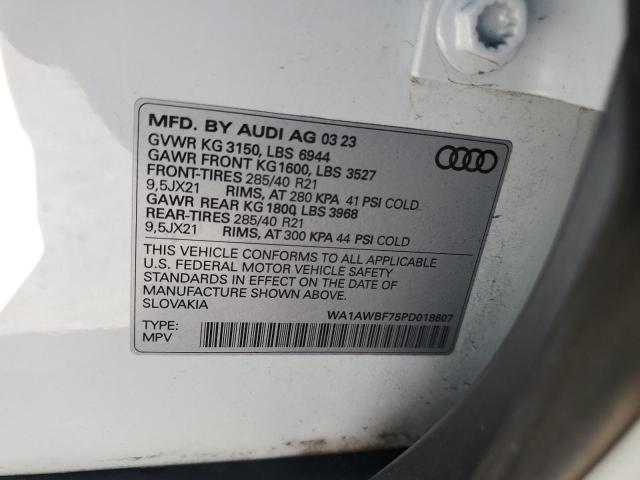 MFD. BY AUDI AG 03 23
GVWR KG 3150, LBS 6944
GAWR FRONT KG1600, LBS 3527
FRONT-TIRES 285/40 R21
9,5JX21 RIMS, AT 280 KPA 41 PSI COLD
GAWR REAR KG 1800, LBS 3968
REAR-TIRES 285/40 R21
9,5JX21 RIMS, AT 300 KPA 44 PSI COLD
THIS VEHICLE CONFORMS TO ALL APPLICABLE
U.S. FEDERAL MOTOR VEHICLE SAFETY
STANDARDS IN EFFECT ON THE DATE OF
MANUFACTURE SHOWN ABOVE.
SLOVAKIA
WA1AWBF75PD018607
TYPE:
MPV